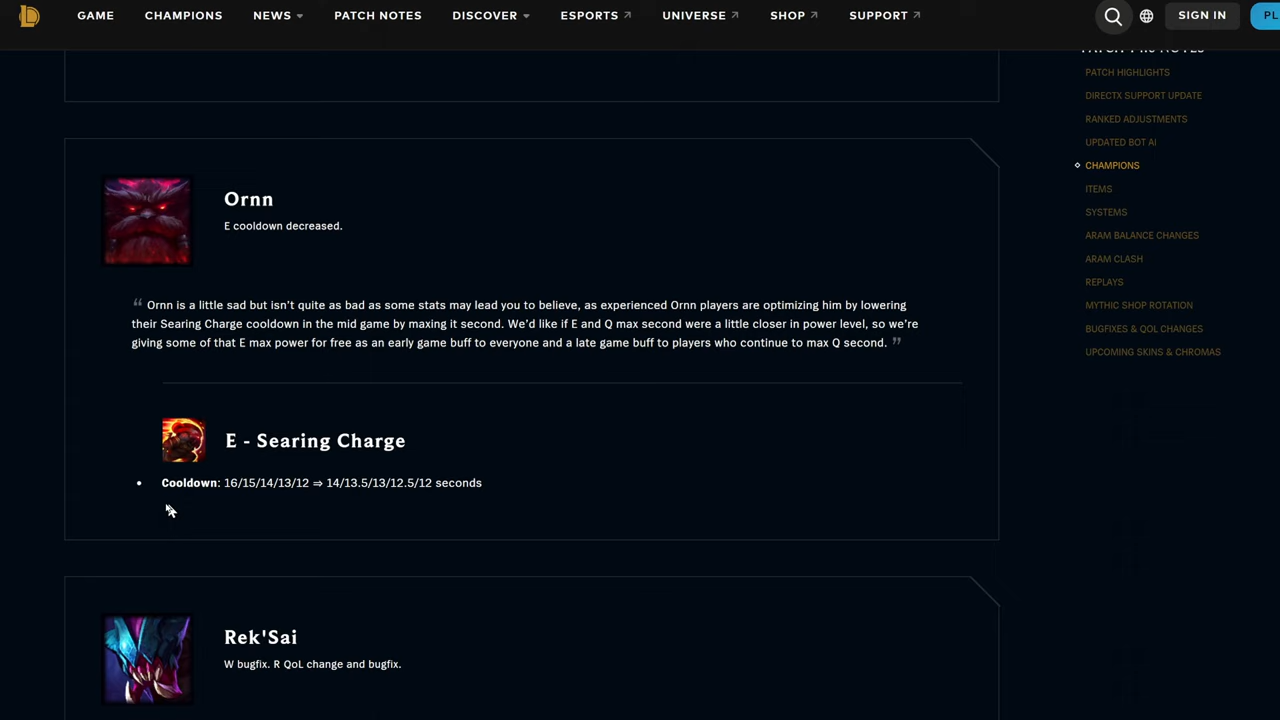 GAME CHAMPIONS NEWS PATCH NOTES DISCOVER ESPORTS UNIVERSE SHOP SUPPORT SIGN IN PL
PATCH HIGHLIGHTS
DIRECTX SUPPORT UPDATE
RANKED ADJUSTMENTS
UPDATED BOT AI
CHAMPIONS
ITEMS
SYSTEMS
ARAM BALANCE CHANGES
ARAM CLASH
REPLAYS
MYTHIC SHOP ROTATION
BUGFIXES & QOL CHANGES
UPCOMING SKINS & CHROMAS
Ornn
E cooldown decreased.
“ Ornn is a little sad but isn't quite as bad as some stats may lead you to believe, as experienced Ornn players are optimizing him by lowering
their Searing Charge cooldown in the mid game by maxing it second. We'd like if E and Q max second were a little closer in power level, so we're
giving some of that E max power for free as an early game buff to everyone and a late game buff to players who continue to max Q second. ”
E - Searing Charge
• Cooldown: 16/15/14/13/12 ⇒ 14/13.5/13/12.5/12 seconds
Rek'Sai
W bugfix. R QoL change and bugfix.